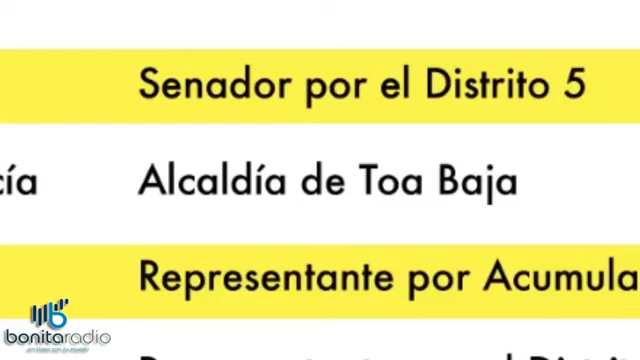 Senador por el Distrito 5
cía Alcaldía de Toa Baja
Representante por Acumula
bonitaradio